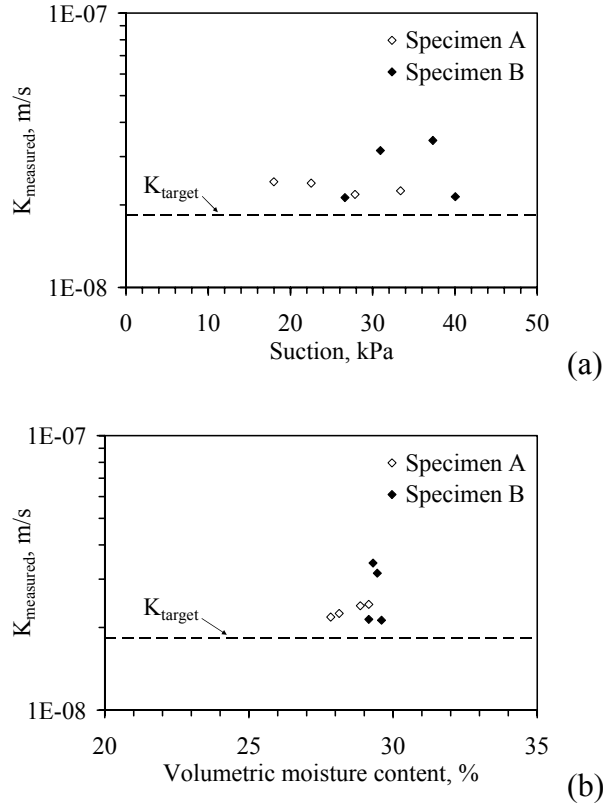 1E-07
Specimen A
Specimen B
K_measured, m/s
K_target
1E-08
0 10 20 30 40 50
Suction, kPa
(a)
1E-07
Specimen A
Specimen B
K_measured, m/s
K_target
1E-08
20 25 30 35
Volumetric moisture content, %
(b)